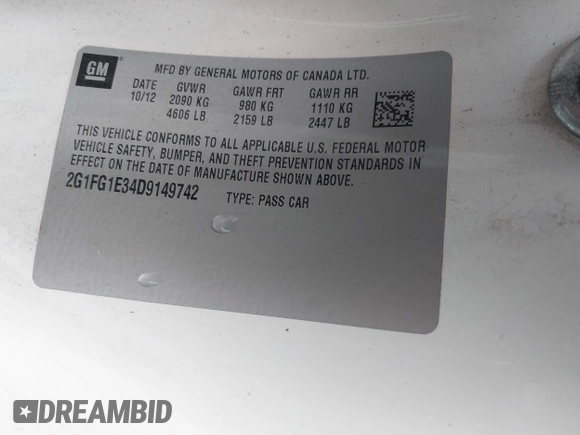 GM
MFD BY GENERAL MOTORS OF CANADA LTD.
DATE GVWR GAWR FRT GAWR RR
10/12 2090 KG 980 KG 1110 KG
4606 LB 2159 LB 2447 LB
THIS VEHICLE CONFORMS TO ALL APPLICABLE U.S. FEDERAL MOTOR
VEHICLE SAFETY, BUMPER, AND THEFT PREVENTION STANDARDS IN
EFFECT ON THE DATE OF MANUFACTURE SHOWN ABOVE.
2G1FG1E34D9149742 TYPE: PASS CAR
DREAMBID